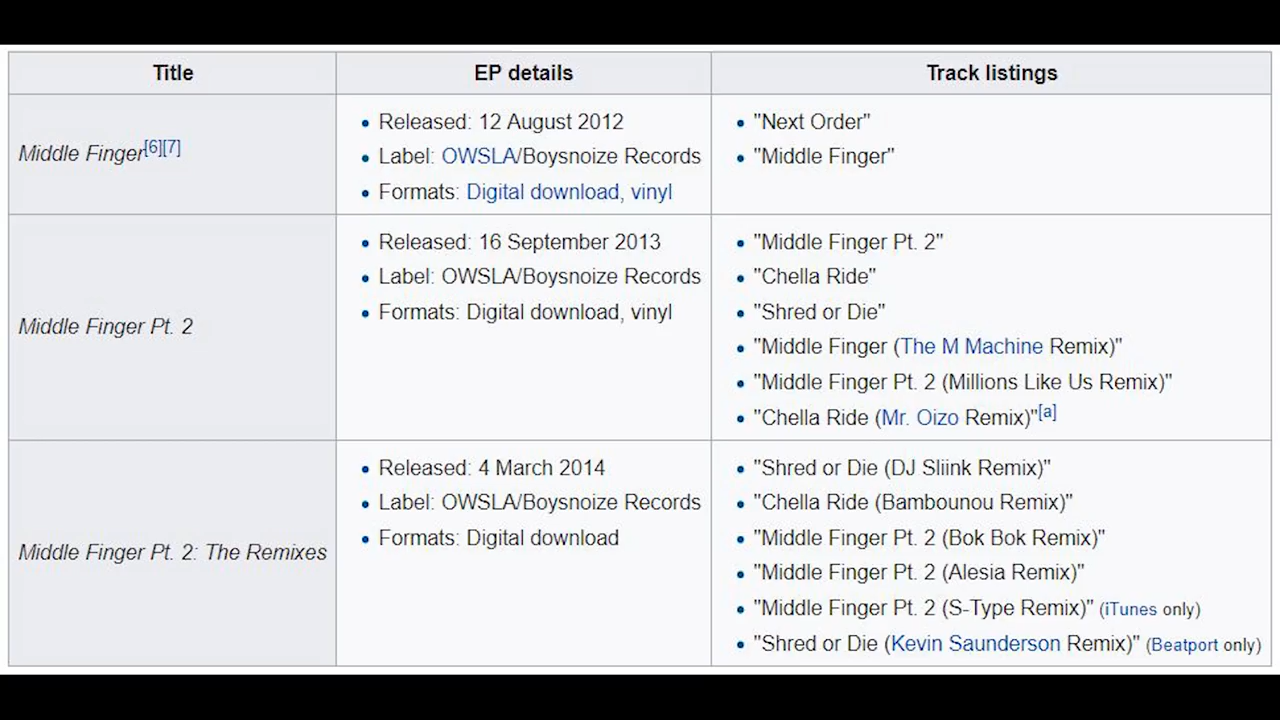 Title
EP details
Track listings
Middle Finger[6][7]
• Released: 12 August 2012
• Label: OWSLA/Boysnoize Records
• Formats: Digital download, vinyl
• "Next Order"
• "Middle Finger"
Middle Finger Pt. 2
• Released: 16 September 2013
• Label: OWSLA/Boysnoize Records
• Formats: Digital download, vinyl
• "Middle Finger Pt. 2"
• "Chella Ride"
• "Shred or Die"
• "Middle Finger (The M Machine Remix)"
• "Middle Finger Pt. 2 (Millions Like Us Remix)"
• "Chella Ride (Mr. Oizo Remix)"[a]
Middle Finger Pt. 2: The Remixes
• Released: 4 March 2014
• Label: OWSLA/Boysnoize Records
• Formats: Digital download
• "Shred or Die (DJ Sliink Remix)"
• "Chella Ride (Bambounou Remix)"
• "Middle Finger Pt. 2 (Bok Bok Remix)"
• "Middle Finger Pt. 2 (Alesia Remix)"
• "Middle Finger Pt. 2 (S-Type Remix)" (iTunes only)
• "Shred or Die (Kevin Saunderson Remix)" (Beatport only)